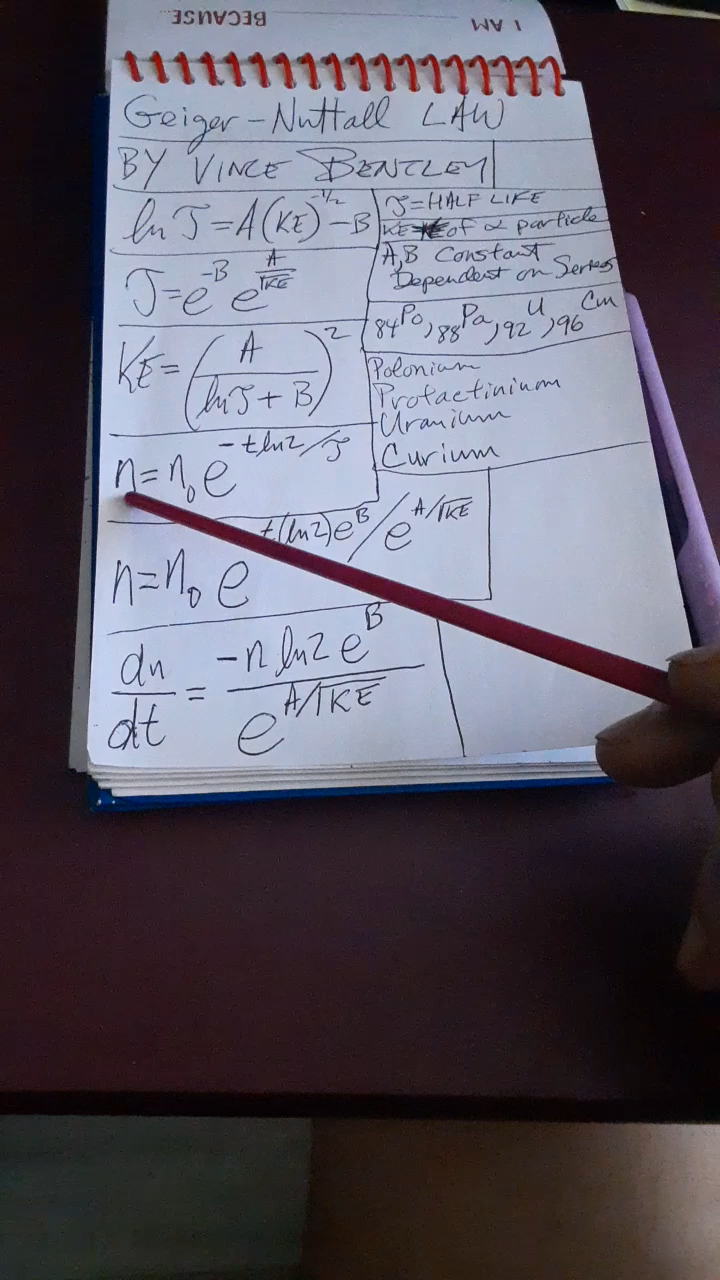 I AM BECAUSE
Geiger-Nuttall LAW
BY VINCE BENTLEY
ln T = A(KE)^-1/2 - B
T = HALF LIKE
KE of α particle
A,B Constant
Dependent on Series
T = e^-B e^A/√KE
84Po, 88Pa, 92U, 96Cm
KE = (A / (ln T + B))^2
Polonium
Protactinium
Uranium
Curium
n = n₀ e^-t ln2/T
n = n₀ e^t(ln2)e^B / e^A/√KE
dn/dt = -n ln2 e^B / e^A/√KE